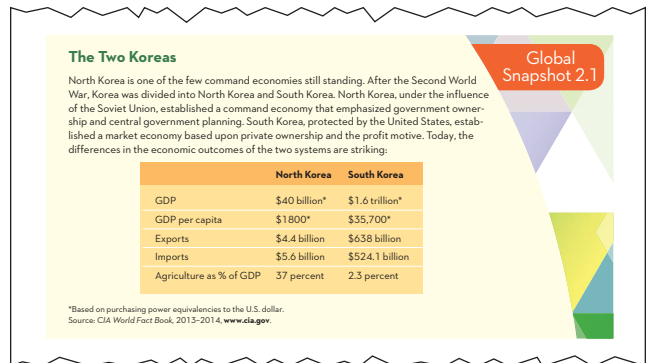 Global
Snapshot 2.1
The Two Koreas
North Korea is one of the few command economies still standing. After the Second World
War, Korea was divided into North Korea and South Korea. North Korea, under the influence
of the Soviet Union, established a command economy that emphasized government owner-
ship and central government planning. South Korea, protected by the United States, estab-
lished a market economy based upon private ownership and the profit motive. Today, the
differences in the economic outcomes of the two systems are striking:
North Korea South Korea
GDP $40 billion* $1.6 trillion*
GDP per capita $1800* $35,700*
Exports $4.4 billion $638 billion
Imports $5.6 billion $524.1 billion
Agriculture as % of GDP 37 percent 2.3 percent
*Based on purchasing power equivalencies to the U.S. dollar.
Source: CIA World Fact Book, 2013–2014, www.cia.gov.